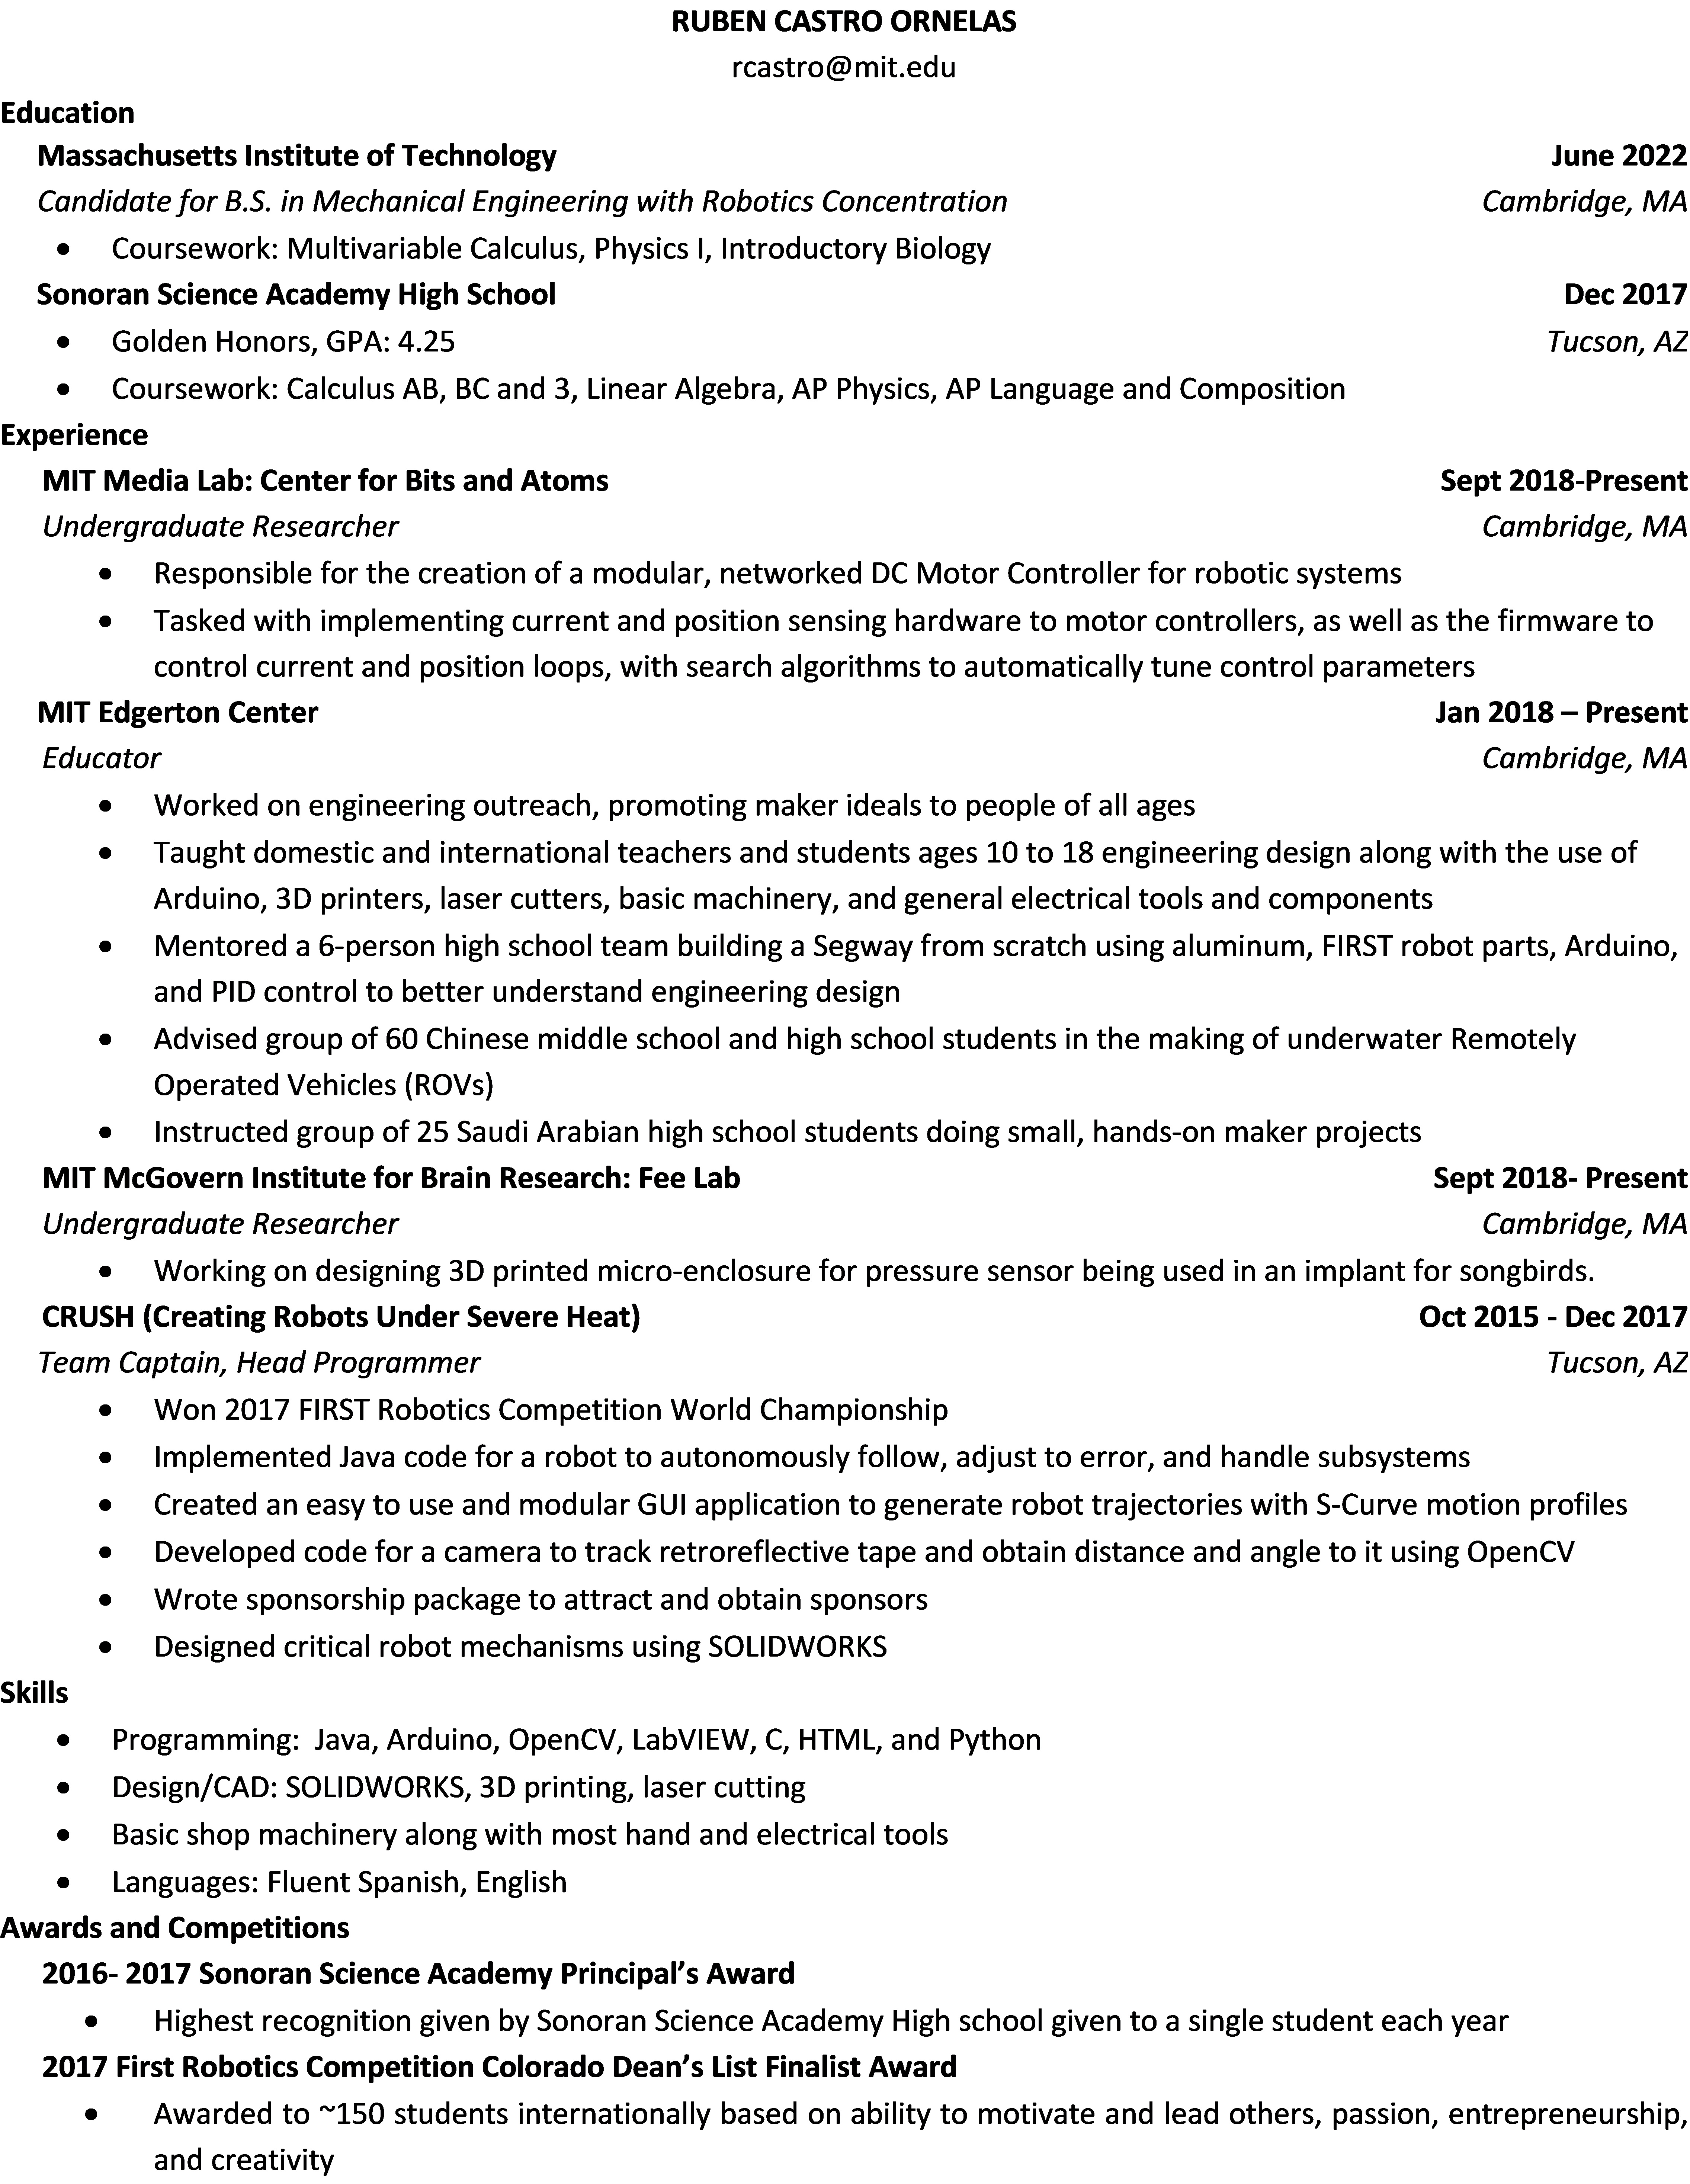 RUBEN CASTRO ORNELAS
rcastro@mit.edu
Education
Massachusetts Institute of Technology June 2022
Candidate for B.S. in Mechanical Engineering with Robotics Concentration Cambridge, MA
• Coursework: Multivariable Calculus, Physics I, Introductory Biology
Sonoran Science Academy High School Dec 2017
• Golden Honors, GPA: 4.25 Tucson, AZ
• Coursework: Calculus AB, BC and 3, Linear Algebra, AP Physics, AP Language and Composition
Experience
MIT Media Lab: Center for Bits and Atoms Sept 2018-Present
Undergraduate Researcher Cambridge, MA
• Responsible for the creation of a modular, networked DC Motor Controller for robotic systems
• Tasked with implementing current and position sensing hardware to motor controllers, as well as the firmware to
control current and position loops, with search algorithms to automatically tune control parameters
MIT Edgerton Center Jan 2018 – Present
Educator Cambridge, MA
• Worked on engineering outreach, promoting maker ideals to people of all ages
• Taught domestic and international teachers and students ages 10 to 18 engineering design along with the use of
Arduino, 3D printers, laser cutters, basic machinery, and general electrical tools and components
• Mentored a 6-person high school team building a Segway from scratch using aluminum, FIRST robot parts, Arduino,
and PID control to better understand engineering design
• Advised group of 60 Chinese middle school and high school students in the making of underwater Remotely
Operated Vehicles (ROVs)
• Instructed group of 25 Saudi Arabian high school students doing small, hands-on maker projects
MIT McGovern Institute for Brain Research: Fee Lab Sept 2018- Present
Undergraduate Researcher Cambridge, MA
• Working on designing 3D printed micro-enclosure for pressure sensor being used in an implant for songbirds.
CRUSH (Creating Robots Under Severe Heat) Oct 2015 - Dec 2017
Team Captain, Head Programmer Tucson, AZ
• Won 2017 FIRST Robotics Competition World Championship
• Implemented Java code for a robot to autonomously follow, adjust to error, and handle subsystems
• Created an easy to use and modular GUI application to generate robot trajectories with S-Curve motion profiles
• Developed code for a camera to track retroreflective tape and obtain distance and angle to it using OpenCV
• Wrote sponsorship package to attract and obtain sponsors
• Designed critical robot mechanisms using SOLIDWORKS
Skills
• Programming: Java, Arduino, OpenCV, LabVIEW, C, HTML, and Python
• Design/CAD: SOLIDWORKS, 3D printing, laser cutting
• Basic shop machinery along with most hand and electrical tools
• Languages: Fluent Spanish, English
Awards and Competitions
2016- 2017 Sonoran Science Academy Principal’s Award
• Highest recognition given by Sonoran Science Academy High school given to a single student each year
2017 First Robotics Competition Colorado Dean’s List Finalist Award
• Awarded to ~150 students internationally based on ability to motivate and lead others, passion, entrepreneurship,
and creativity